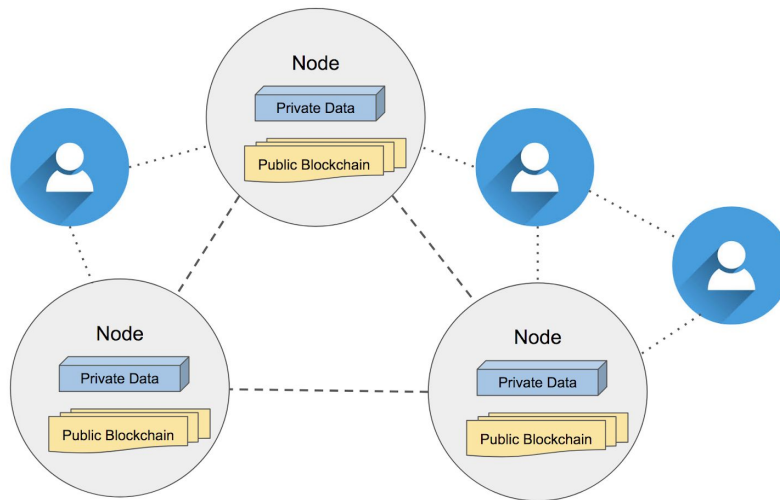 Node
Private Data
Public Blockchain
Node
Private Data
Public Blockchain
Node
Private Data
Public Blockchain